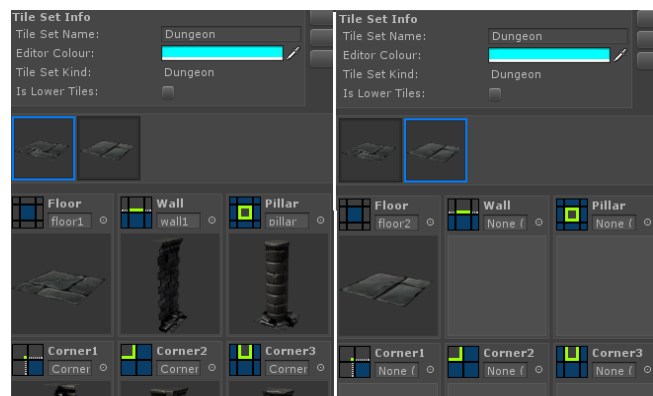 Tile Set Info
Tile Set Name: Dungeon
Editor Colour:
Tile Set Kind: Dungeon
Is Lower Tiles:
Floor Wall Pillar
floor1 wall1 pillar
Corner1 Corner2 Corner3
Corner Corner Corner
Tile Set Info
Tile Set Name: Dungeon
Editor Colour:
Tile Set Kind: Dungeon
Is Lower Tiles:
Floor Wall Pillar
floor2 None ( None (
Corner1 Corner2 Corner3
None ( None ( None (